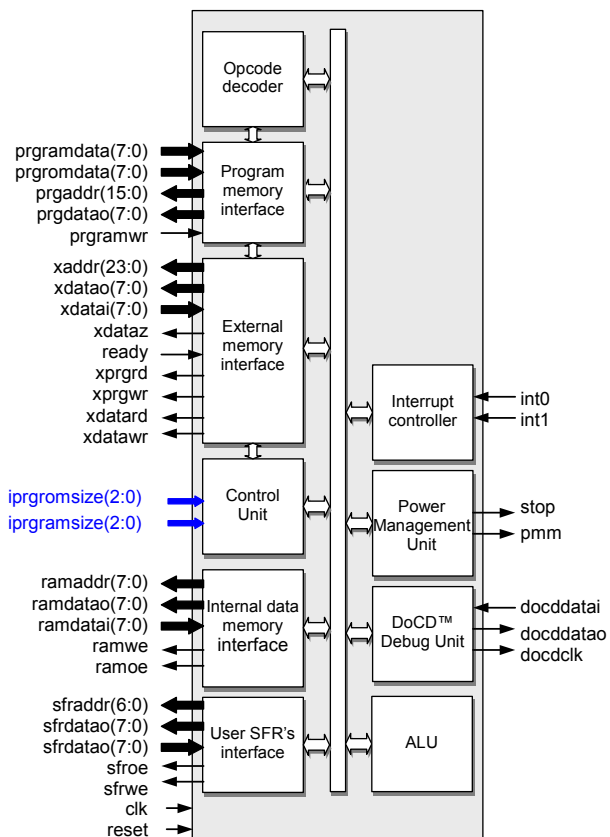 Opcode
decoder
prgramdata(7:0)
prgromdata(7:0)
prgaddr(15:0)
prgdatao(7:0)
prgramwr
Program
memory
interface
xaddr(23:0)
xdatao(7:0)
xdatai(7:0)
xdataz
ready
xprgrd
xprgwr
xdatard
xdatawr
External
memory
interface
Interrupt
controller
int0
int1
iprgromsize(2:0)
iprgramsize(2:0)
Control
Unit
Power
Management
Unit
stop
pmm
ramaddr(7:0)
ramdatao(7:0)
ramdatai(7:0)
ramwe
ramoe
Internal data
memory
interface
DoCD™
Debug Unit
docddatai
docddatao
docdclk
sfraddr(6:0)
sfrdatao(7:0)
sfrdatao(7:0)
sfroe
sfrwe
User SFR's
interface
ALU
clk
reset